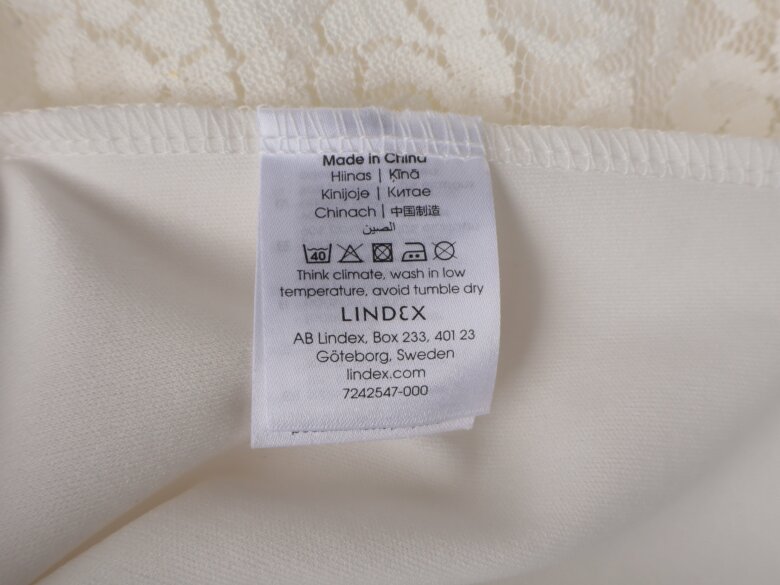 Made in China
Hiinas | Ķīnā
Kinijoje | Китае
Chinach | 中国制造
الصين
40
Think climate, wash in low
temperature, avoid tumble dry
LINDEX
AB Lindex, Box 233, 401 23
Göteborg, Sweden
lindex.com
7242547-000